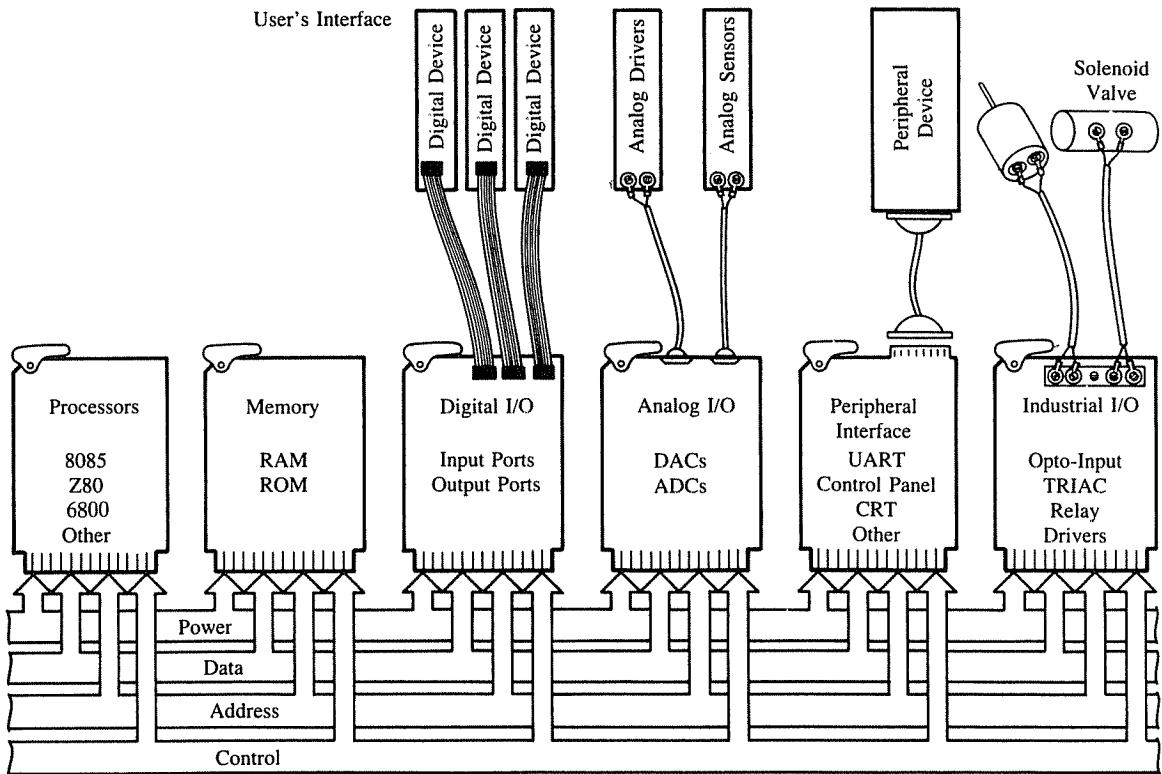 User's Interface
Digital Device
Digital Device
Digital Device
Analog Drivers
Analog Sensors
Peripheral
Device
Solenoid
Valve
Processors
8085
Z80
6800
Other
Memory
RAM
ROM
Digital I/O
Input Ports
Output Ports
Analog I/O
DACs
ADCs
Peripheral
Interface
UART
Control Panel
CRT
Other
Industrial I/O
Opto-Input
TRIAC
Relay
Drivers
Power
Data
Address
Control